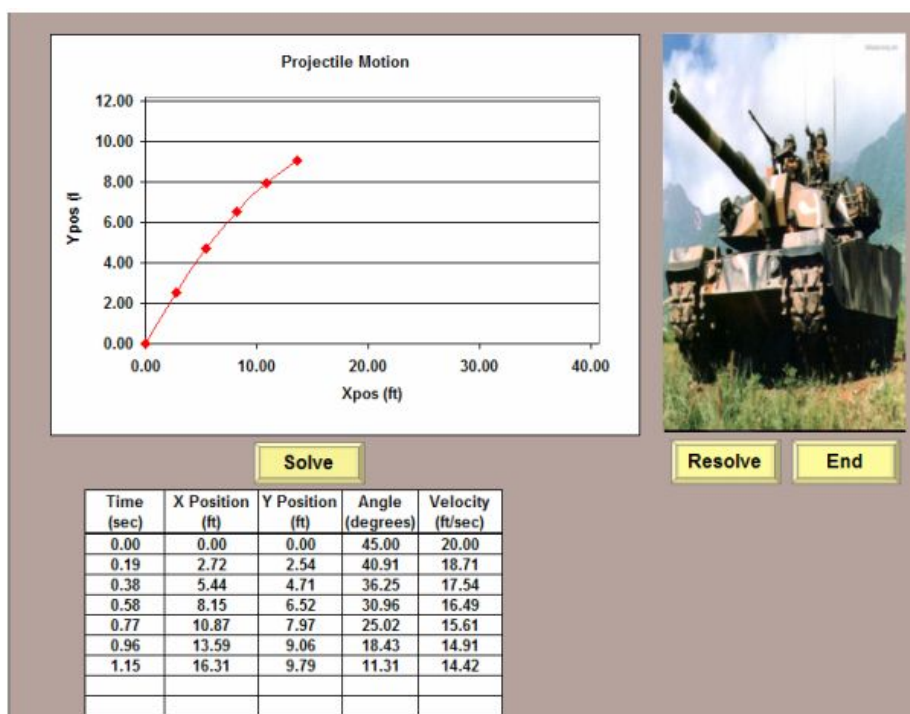 Projectile Motion
12.00
10.00
8.00
6.00
4.00
2.00
0.00
Ypos (f
0.00 10.00 20.00 30.00 40.00
Xpos (ft)
Solve
Resolve End
Time X Position Y Position Angle Velocity
(sec) (ft) (ft) (degrees) (ft/sec)
0.00 0.00 0.00 45.00 20.00
0.19 2.72 2.54 40.91 18.71
0.38 5.44 4.71 36.25 17.54
0.58 8.15 6.52 30.96 16.49
0.77 10.87 7.97 25.02 15.61
0.96 13.59 9.06 18.43 14.91
1.15 16.31 9.79 11.31 14.42